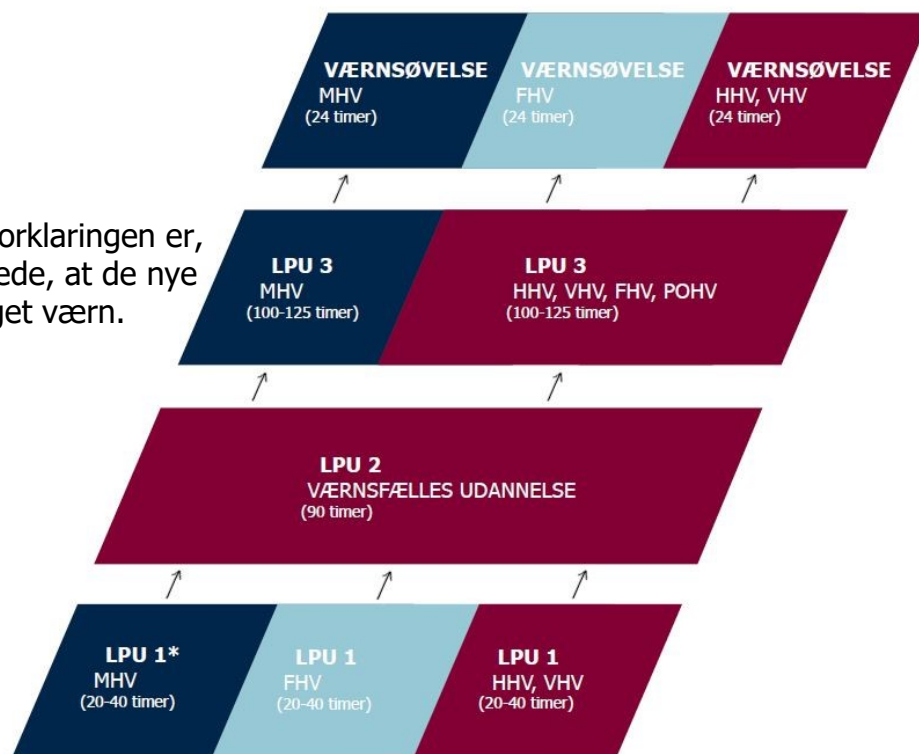 VÆRNSØVELSE
MHV
(24 timer)
VÆRNSØVELSE
FHV
(24 timer)
VÆRNSØVELSE
HHV, VHV
(24 timer)
orklaringen er,
ede, at de nye
get værn.
LPU 3
MHV
(100-125 timer)
LPU 3
HHV, VHV, FHV, POHV
(100-125 timer)
LPU 2
VÆRNSFÆLLES UDANNELSE
(90 timer)
LPU 1*
MHV
(20-40 timer)
LPU 1
FHV
(20-40 timer)
LPU 1
HHV, VHV
(20-40 timer)